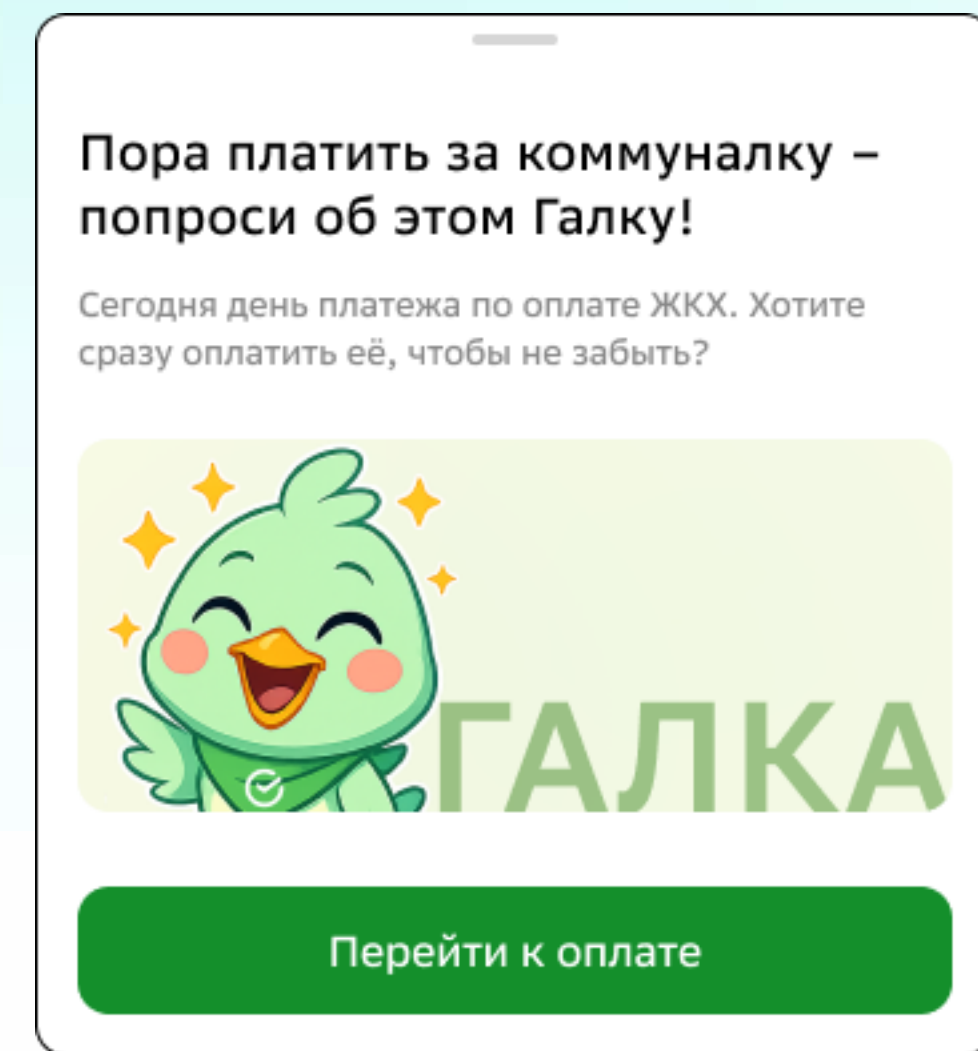 Пора платить за коммуналку –
попроси об этом Галку!
Сегодня день платежа по оплате ЖКХ. Хотите
сразу оплатить её, чтобы не забыть?
ГАЛКА
Перейти к оплате